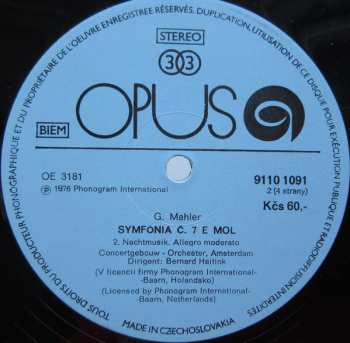 TOUS DROITS DU PRODUCTEUR PHONOGRAPHIQUE ET DU PROPRIÉTAIRE DE L'OEUVRE ENREGISTREE RÉSERVÉS. DUPLICATION, UTILISATION DE CE DISQUE POUR EXÉCUTION PUBLIQUE ET RADIODIFFUSION INTERDITES
STEREO
33
OPUS
BIEM
OE 3181
9110 1091
2 (4 strany)
Ⓟ 1976 Phonogram International
Kčs 60,-
G. Mahler
SYMFONIA Č. 7 E MOL
2. Nachtmusik. Allegro moderato
Concertgebouw - Orchester, Amsterdam
Dirigent: Bernard Haitink
(V licencii firmy Phonogram International-
-Baarn, Holandsko)
(Licensed by Phonogram International-
-Baarn, Netherlands)
MADE IN CZECHOSLOVAKIA